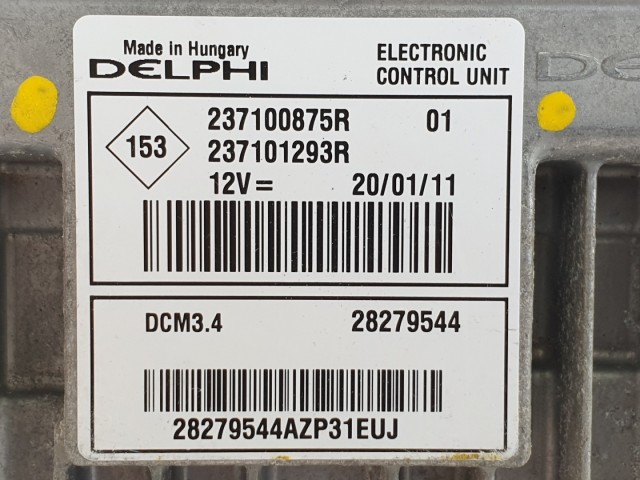 Made in Hungary
DELPHI
ELECTRONIC
CONTROL UNIT
153
237100875R 01
237101293R
12V= 20/01/11
DCM3.4 28279544
28279544AZP31EUJ